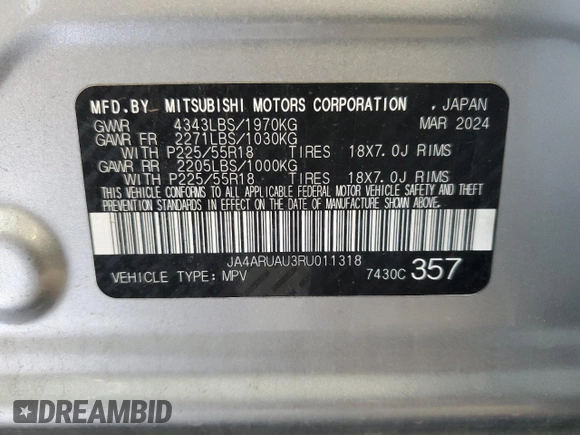 MFD.BY MITSUBISHI MOTORS CORPORATION , JAPAN
GVWR 4343LBS/1970KG MAR 2024
GAWR FR 2271LBS/1030KG
WITH P225/55R18 TIRES 18X7.0J RIMS
GAWR RR 2205LBS/1000KG
WITH P225/55R18 TIRES 18X7.0J RIMS
THIS VEHICLE CONFORMS TO ALL APPLICABLE FEDERAL MOTOR VEHICLE SAFETY AND THEFT
PREVENTION STANDARDS IN EFFECT ON THE DATE OF MANUFACTURE SHOWN ABOVE.
JA4ARUAU3RU011318
VEHICLE TYPE: MPV 7430C 357
DREAMBID